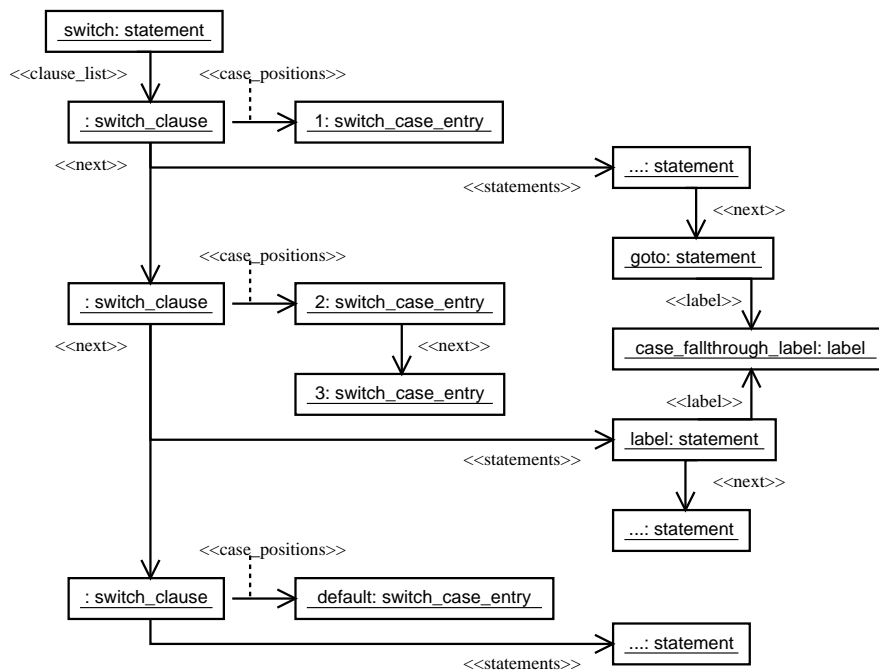 switch: statement
<<clause_list>>
<<case_positions>>
: switch_clause
1: switch_case_entry
<<next>>
<<statements>>
...: statement
<<next>>
goto: statement
<<case_positions>>
: switch_clause
2: switch_case_entry
<<label>>
<<next>>
<<next>>
case_fallthrough_label: label
3: switch_case_entry
<<label>>
label: statement
<<statements>>
<<next>>
...: statement
<<case_positions>>
: switch_clause
default: switch_case_entry
...: statement
<<statements>>